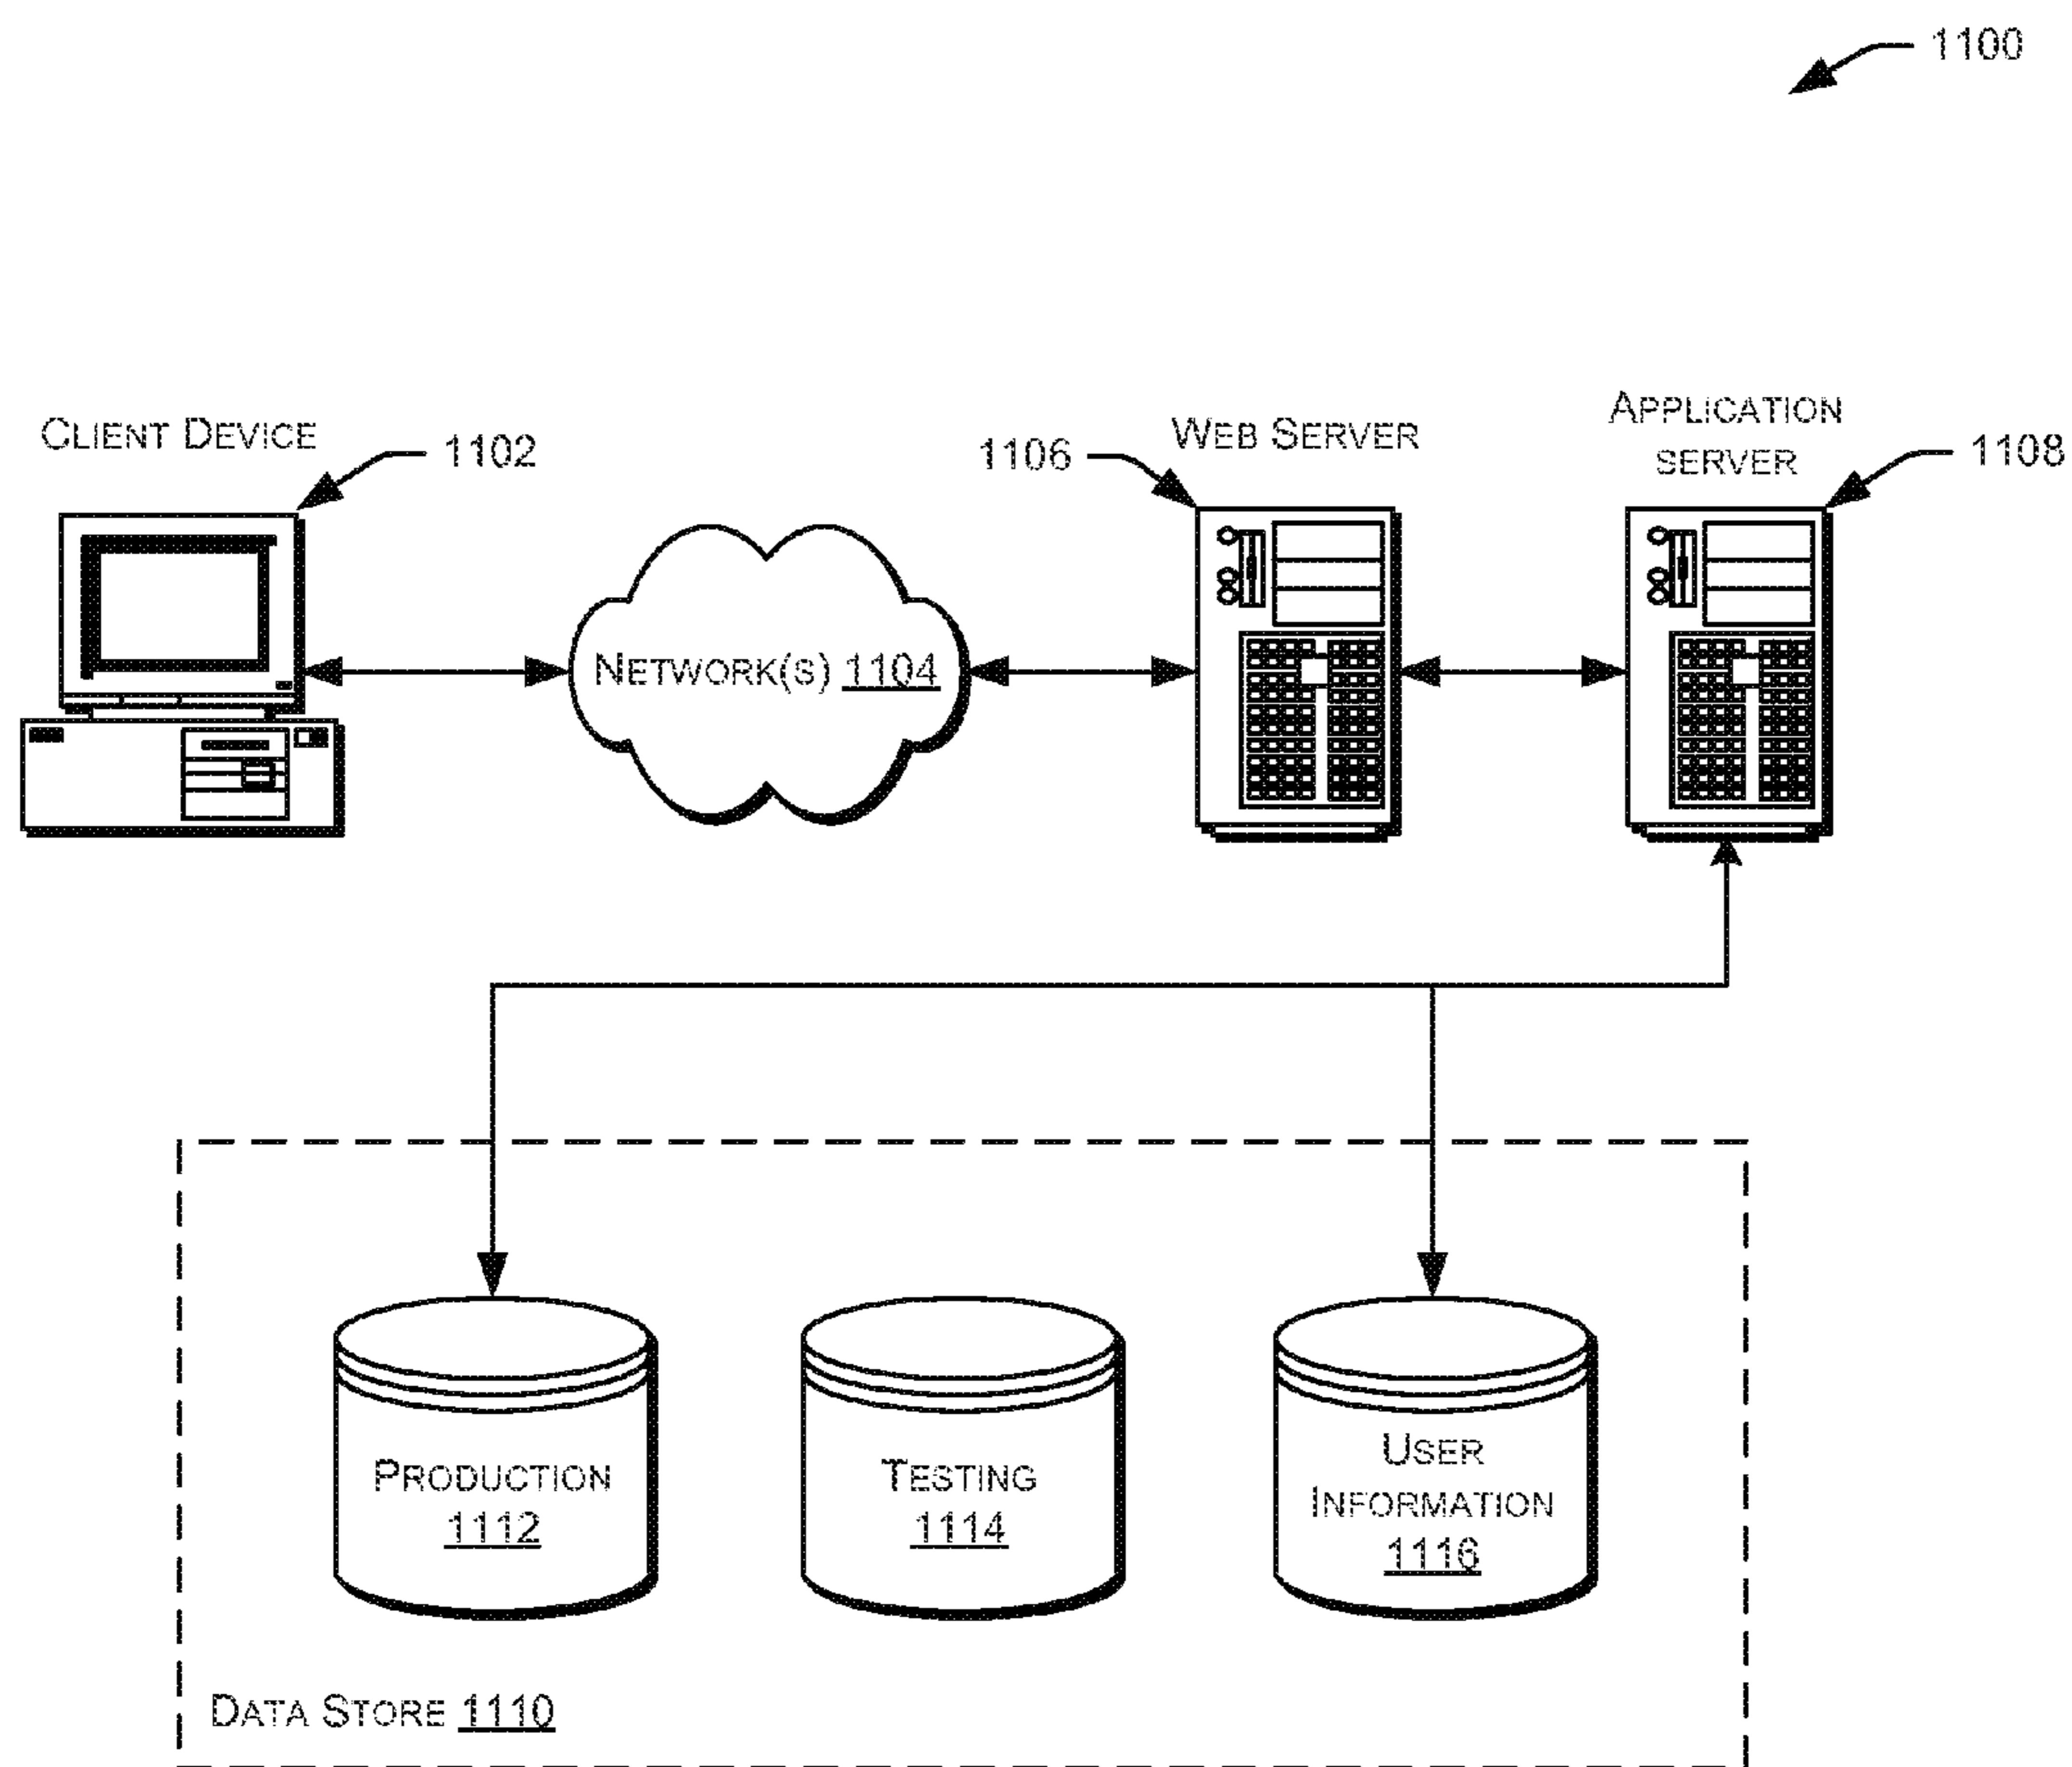 1100
CLIENT DEVICE
1102
NETWORK(S) 1104
1106
WEB SERVER
APPLICATION
SERVER
1108
PRODUCTION
1112
TESTING
1114
USER
INFORMATION
1116
DATA STORE 1110